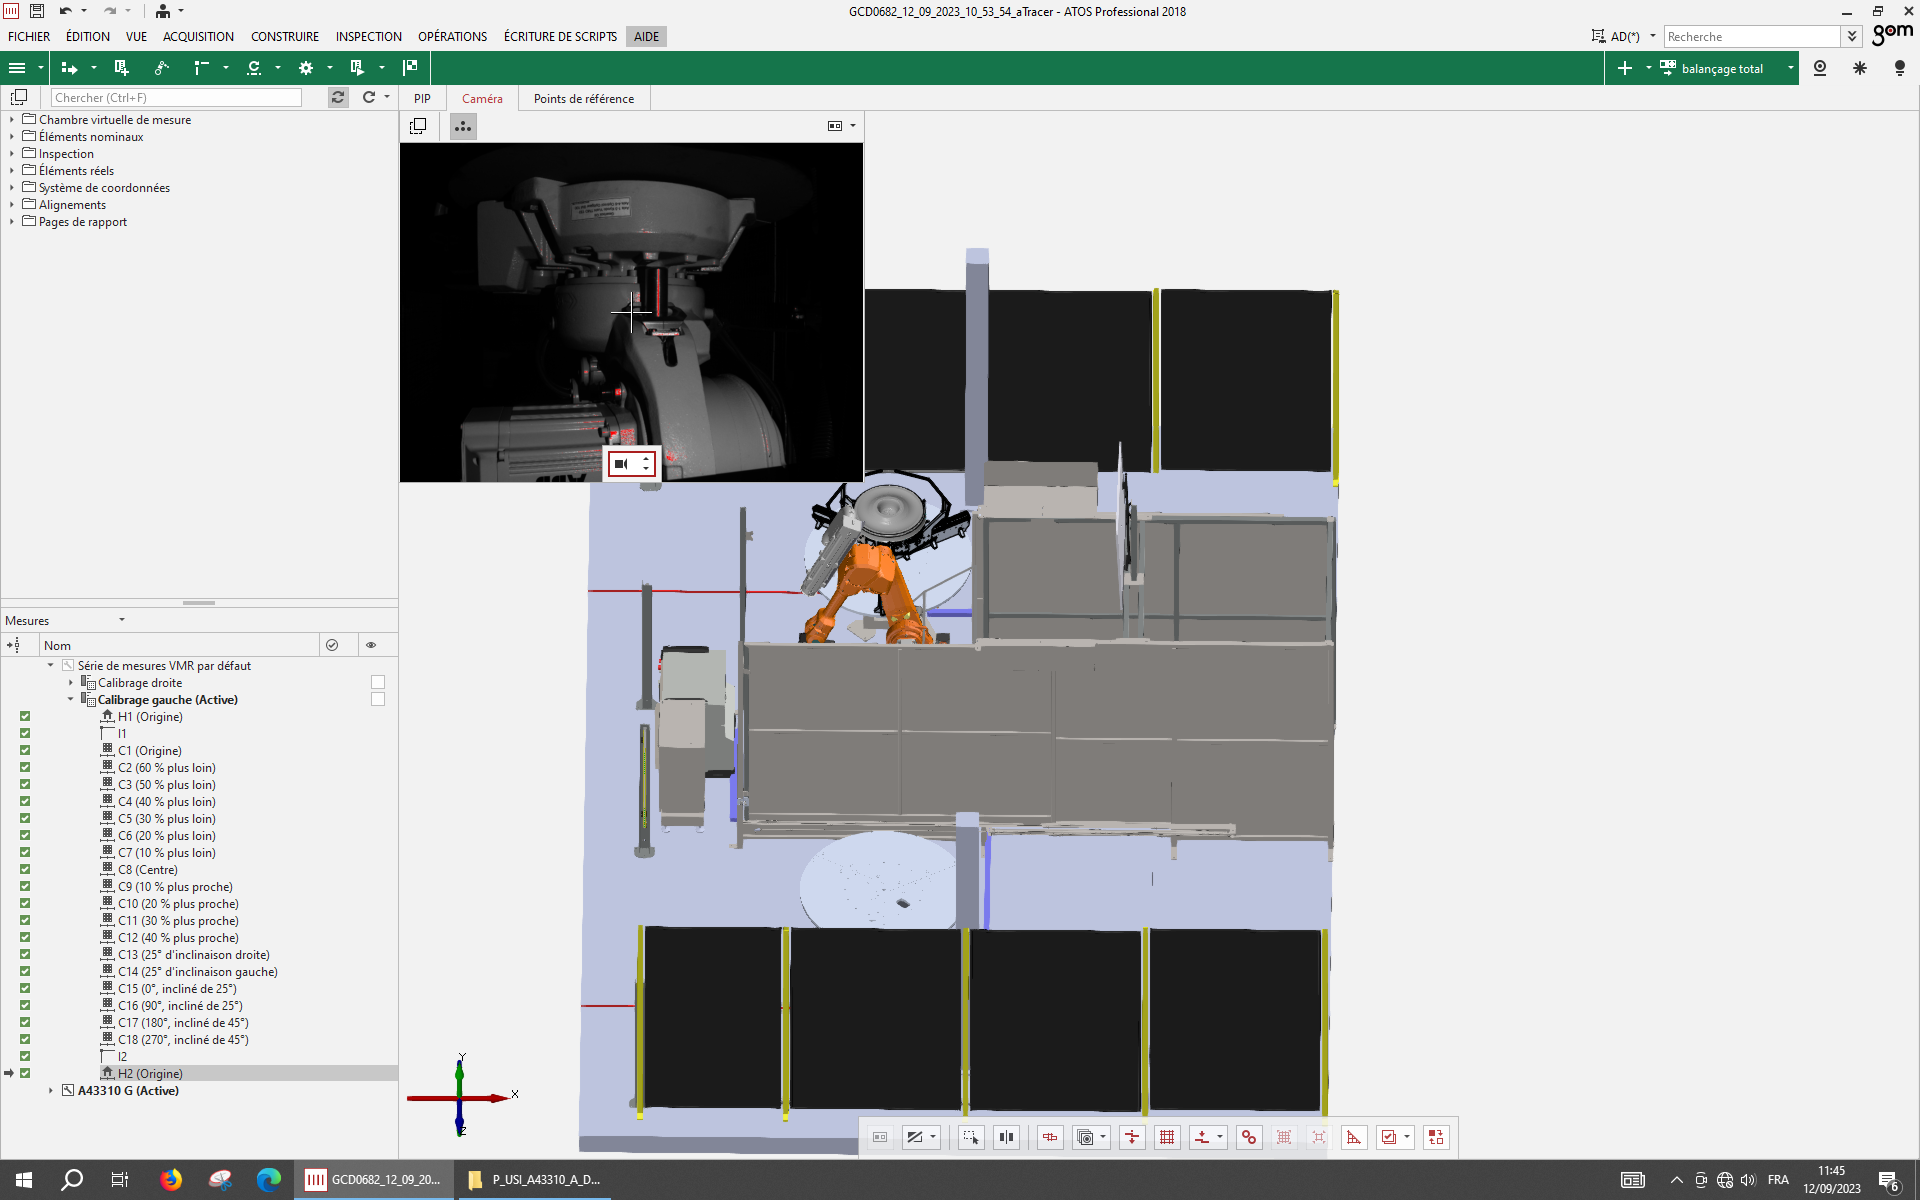 GCD0682_12_09_2023_10_53_54_aTracer - ATOS Professional 2018
FICHIER ÉDITION VUE ACQUISITION CONSTRUIRE INSPECTION OPÉRATIONS ÉCRITURE DE SCRIPTS AIDE
AD(*) Recherche gom
balançage total
Chercher (Ctrl+F)
PIP Caméra Points de référence
Chambre virtuelle de mesure
Éléments nominaux
Inspection
Éléments réels
Système de coordonnées
Alignements
Pages de rapport
Mesures
Nom
Série de mesures VMR par défaut
Calibrage droite
Calibrage gauche (Active)
H1 (Origine)
I1
C1 (Origine)
C2 (60 % plus loin)
C3 (50 % plus loin)
C4 (40 % plus loin)
C5 (30 % plus loin)
C6 (20 % plus loin)
C7 (10 % plus loin)
C8 (Centre)
C9 (10 % plus proche)
C10 (20 % plus proche)
C11 (30 % plus proche)
C12 (40 % plus proche)
C13 (25° d'inclinaison droite)
C14 (25° d'inclinaison gauche)
C15 (0°, incliné de 25°)
C16 (90°, incliné de 25°)
C17 (180°, incliné de 45°)
C18 (270°, incliné de 45°)
I2
H2 (Origine)
A43310 G (Active)
Y
X
Z
GCD0682_12_09_20... P_USI_A43310_A_D...
FRA
11:45
12/09/2023
6